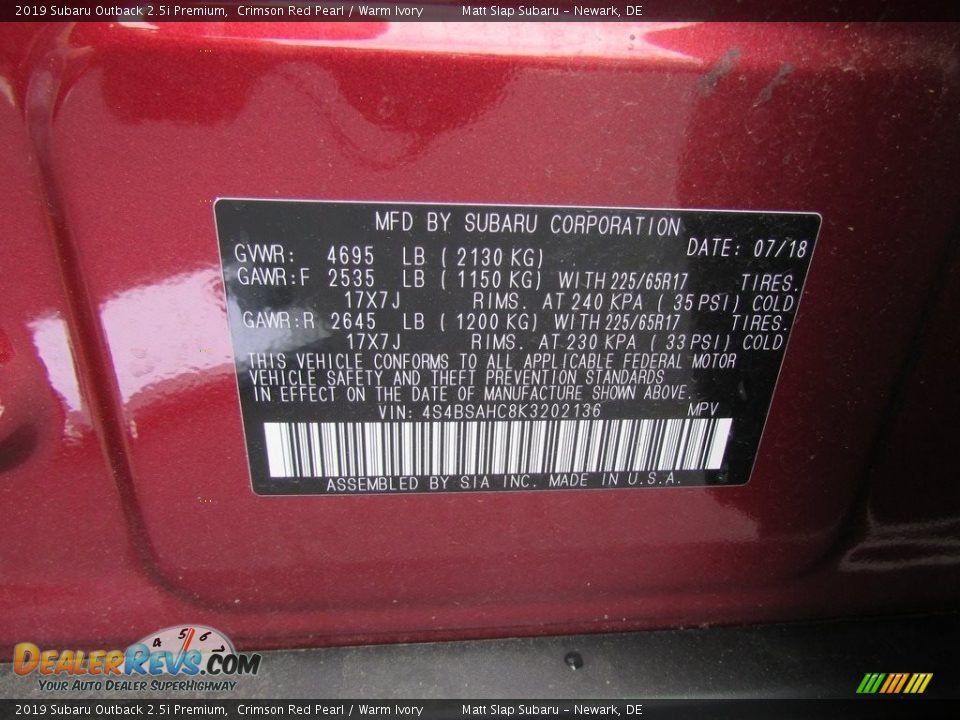 2019 Subaru Outback 2.5i Premium,  Crimson Red Pearl / Warm Ivory  Matt Slap Subaru - Newark, DE
MFD BY SUBARU CORPORATION
GVWR: 4695 LB ( 2130 KG) DATE: 07/18
GAWR:F 2535 LB ( 1150 KG) WITH 225/65R17 TIRES.
17X7J RIMS. AT 240 KPA ( 35 PSI) COLD
GAWR:R 2645 LB ( 1200 KG) WITH 225/65R17 TIRES.
17X7J RIMS. AT 230 KPA ( 33 PSI) COLD
THIS VEHICLE CONFORMS TO ALL APPLICABLE FEDERAL MOTOR
VEHICLE SAFETY AND THEFT PREVENTION STANDARDS
IN EFFECT ON THE DATE OF MANUFACTURE SHOWN ABOVE.
VIN: 4S4BSAHC8K3202136 MPV
ASSEMBLED BY SIA INC. MADE IN U.S.A.
4 5 6 7
DEALERREVS.COM
YOUR AUTO DEALER SUPERHIGHWAY
2019 Subaru Outback 2.5i Premium,  Crimson Red Pearl / Warm Ivory  Matt Slap Subaru - Newark, DE